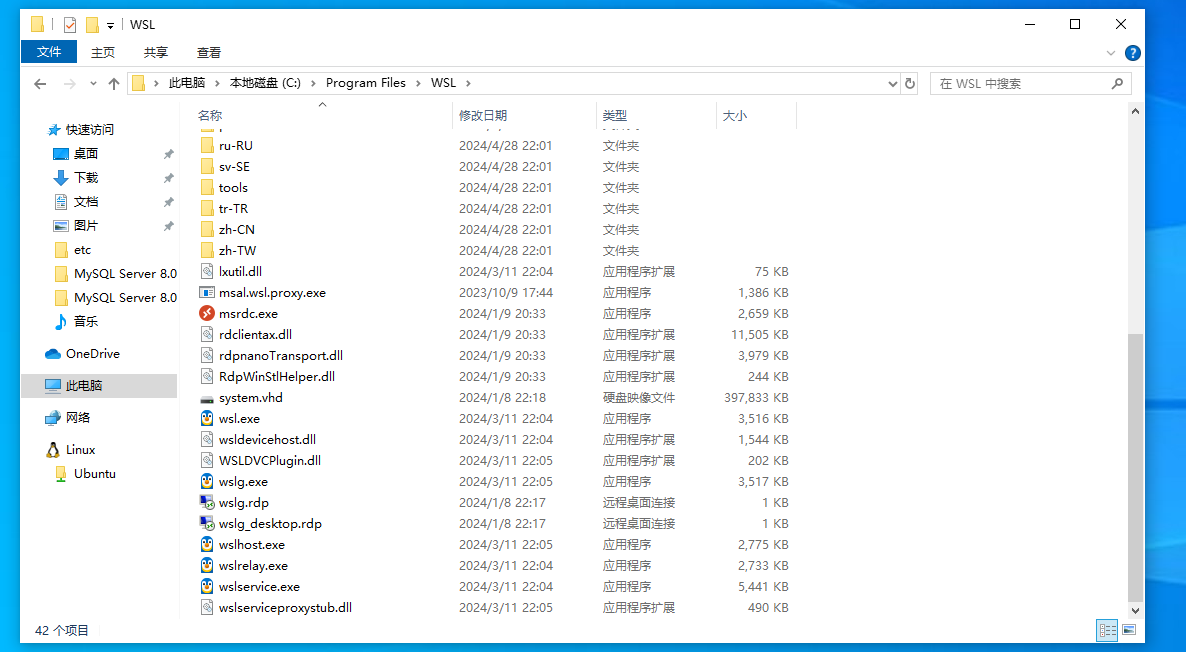 WSL
文件 主页 共享 查看
此电脑 本地磁盘 (C:) Program Files WSL 在 WSL 中搜索
名称 修改日期 类型 大小
快速访问
桌面
下载
文档
图片
etc
MySQL Server 8.0
MySQL Server 8.0
音乐
OneDrive
此电脑
网络
Linux
Ubuntu
ru-RU 2024/4/28 22:01 文件夹
sv-SE 2024/4/28 22:01 文件夹
tools 2024/4/28 22:01 文件夹
tr-TR 2024/4/28 22:01 文件夹
zh-CN 2024/4/28 22:01 文件夹
zh-TW 2024/4/28 22:01 文件夹
lxutil.dll 2024/3/11 22:04 应用程序扩展 75 KB
msal.wsl.proxy.exe 2023/10/9 17:44 应用程序 1,386 KB
msrdc.exe 2024/1/9 20:33 应用程序 2,659 KB
rdclientax.dll 2024/1/9 20:33 应用程序扩展 11,505 KB
rdpnanoTransport.dll 2024/1/9 20:33 应用程序扩展 3,979 KB
RdpWinStlHelper.dll 2024/1/9 20:33 应用程序扩展 244 KB
system.vhd 2024/1/8 22:18 硬盘映像文件 397,833 KB
wsl.exe 2024/3/11 22:04 应用程序 3,516 KB
wsldevicehost.dll 2024/3/11 22:04 应用程序扩展 1,544 KB
WSLDVCPlugin.dll 2024/3/11 22:05 应用程序扩展 202 KB
wslg.exe 2024/3/11 22:05 应用程序 3,517 KB
wslg.rdp 2024/1/8 22:17 远程桌面连接 1 KB
wslg_desktop.rdp 2024/1/8 22:17 远程桌面连接 1 KB
wslhost.exe 2024/3/11 22:05 应用程序 2,775 KB
wslrelay.exe 2024/3/11 22:04 应用程序 2,733 KB
wslservice.exe 2024/3/11 22:04 应用程序 5,441 KB
wslserviceproxystub.dll 2024/3/11 22:05 应用程序扩展 490 KB
42 个项目